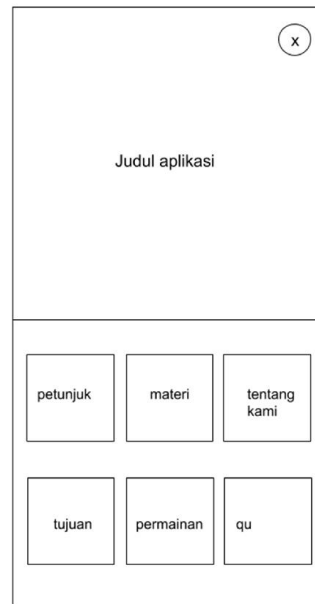 x
Judul aplikasi
petunjuk
materi
tentang
kami
tujuan
permainan
qu